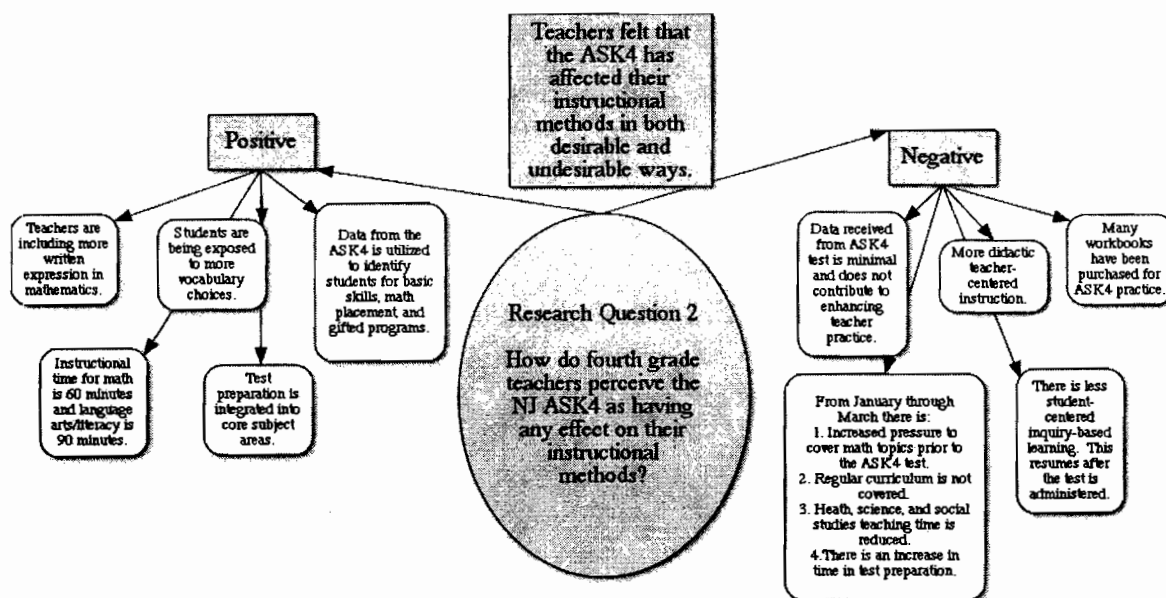 Teachers felt that
the ASK4 has
affected their
instructional
methods in both
desirable and
undesirable ways.
Positive
Teachers are
including more
written
expression in
mathematics.
Students are
being exposed
to more
vocabulary
choices.
Data from the
ASK4 is utilized
to identify
students for basic
skills, math
placement, and
gifted programs.
Instructional
time for math
is 60 minutes
and language
arts/literacy is
90 minutes.
Test
preparation is
integrated into
core subject
areas.
Research Question 2
How do fourth grade
teachers perceive the
NJ ASK4 as having
any effect on their
instructional
methods?
Negative
Data received
from ASK4
test is minimal
and does not
contribute to
enhancing
teacher
practice.
More didactic
teacher-
centered
instruction.
Many
workbooks
have been
purchased for
ASK4 practice.
From January through
March there is:
1. Increased pressure to
cover math topics prior to
the ASK4 test.
2. Regular curriculum is not
covered.
3. Heath, science, and social
studies teaching time is
reduced.
4.There is an increase in
time in test preparation.
There is less
student-
centered
inquiry-based
learning. This
resumes after
the test is
administered.